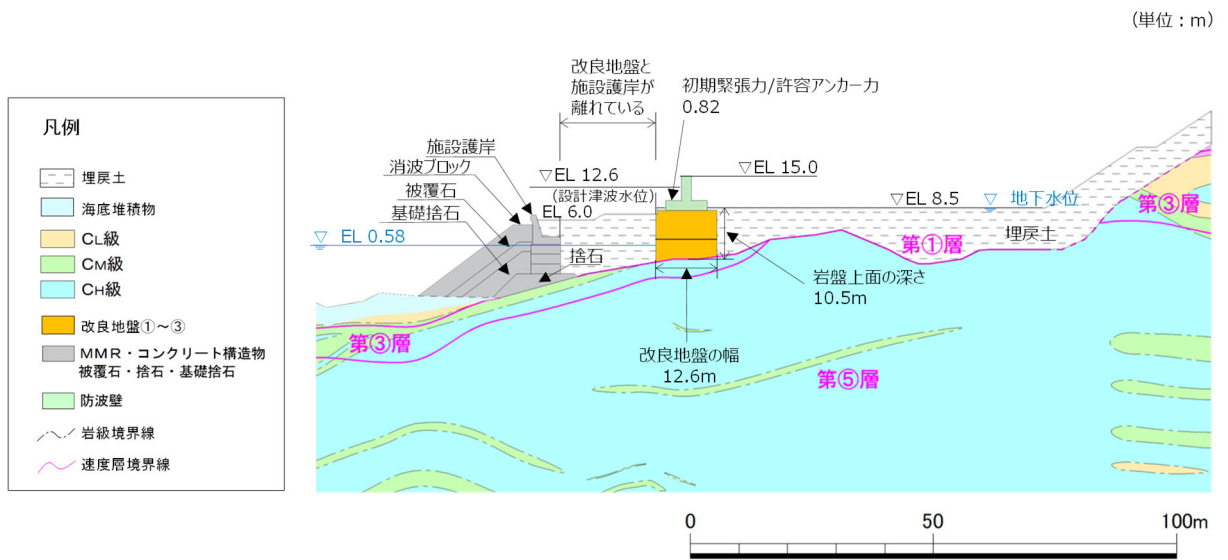 (単位:m)
凡例
埋戻土
海底堆積物
CL級
CM級
CH級
改良地盤①~③
MMR・コンクリート構造物
被覆石・捨石・基礎捨石
防波壁
岩級境界線
速度層境界線
改良地盤と
施設護岸が
離れている
初期緊張力/許容アンカー力
0.82
施設護岸
消波ブロック
被覆石
基礎捨石
▽EL 12.6
(設計津波水位)
EL 6.0
▽EL 15.0
▽EL 8.5
▽ 地下水位
▽ EL 0.58
捨石
第①層
埋戻土
第③層
岩盤上面の深さ
10.5m
第③層
改良地盤の幅
12.6m
第⑤層
0
50
100m